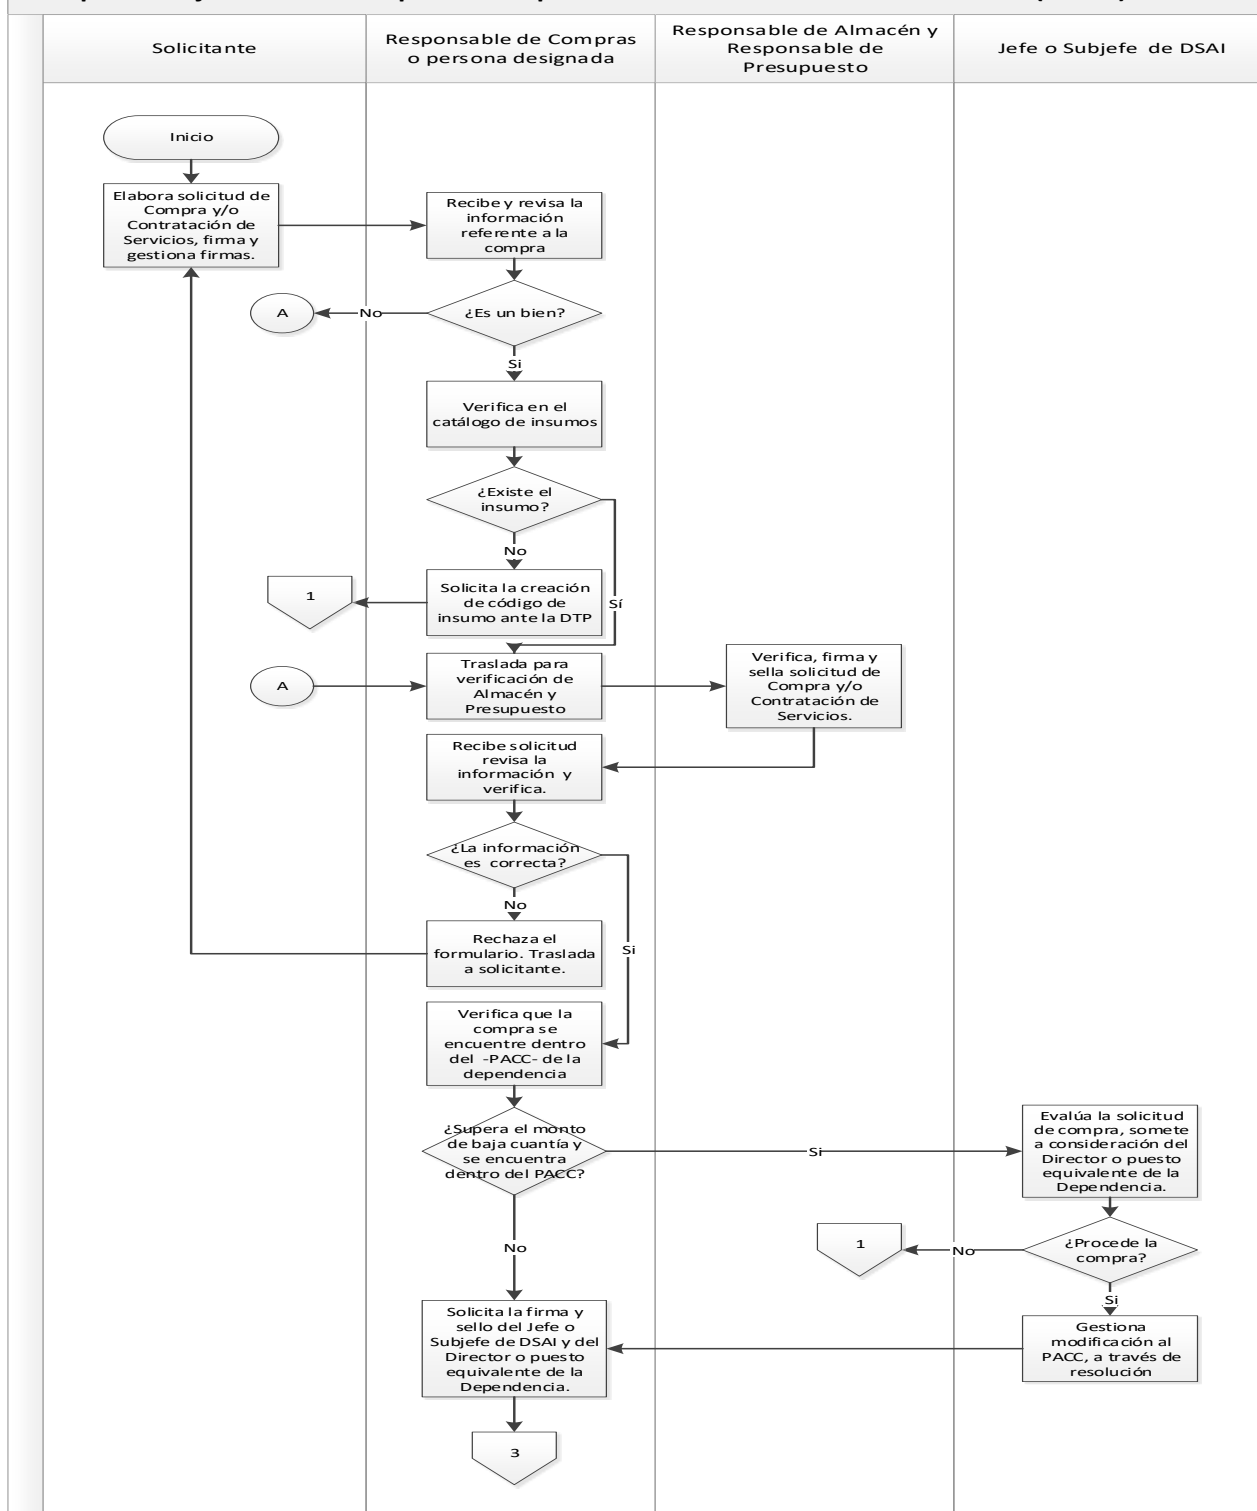 Solicitante
Responsable de Compras
o persona designada
Responsable de Almacén y
Responsable de
Presupuesto
Jefe o Subjefe de DSAI
Inicio
Elabora solicitud de
Compra y/o
Contratación de
Servicios, firma y
gestiona firmas.
Recibe y revisa la
información
referente a la
compra
A
No
¿Es un bien?
Si
Verifica en el
catálogo de insumos
¿Existe el
insumo?
No
Sí
1
Solicita la creación
de código de
insumo ante la DTP
A
Traslada para
verificación de
Almacén y
Presupuesto
Verifica, firma y
sella solicitud de
Compra y/o
Contratación de
Servicios.
Recibe solicitud
revisa la
información y
verifica.
¿La información
es correcta?
No
Si
Rechaza el
formulario. Traslada
a solicitante.
Verifica que la
compra se
encuentre dentro
del -PACC- de la
dependencia
¿Supera el monto
de baja cuantía y
se encuentra
dentro del PACC?
Si
Evalúa la solicitud
de compra, somete
a consideración del
Director o puesto
equivalente de la
Dependencia.
No
1
No
¿Procede la
compra?
Si
Solicita la firma y
sello del Jefe o
Subjefe de DSAI y del
Director o puesto
equivalente de la
Dependencia.
Gestiona
modificación al
PACC, a través de
resolución
3